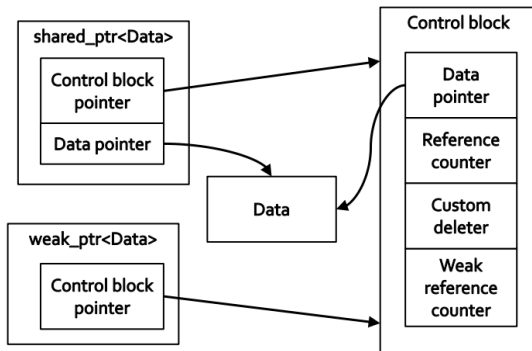 shared_ptr<Data>
Control block
pointer
Data pointer
Data
weak_ptr<Data>
Control block
pointer
Control block
Data
pointer
Reference
counter
Custom
deleter
Weak
reference
counter